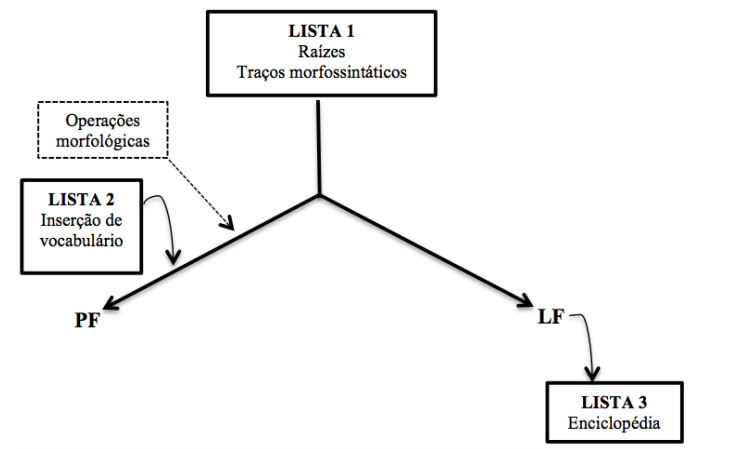 LISTA 1
Raízes
Traços morfossintáticos
Operações
morfológicas
LISTA 2
Inserção de
vocabulário
PF
LF
LISTA 3
Enciclopédia